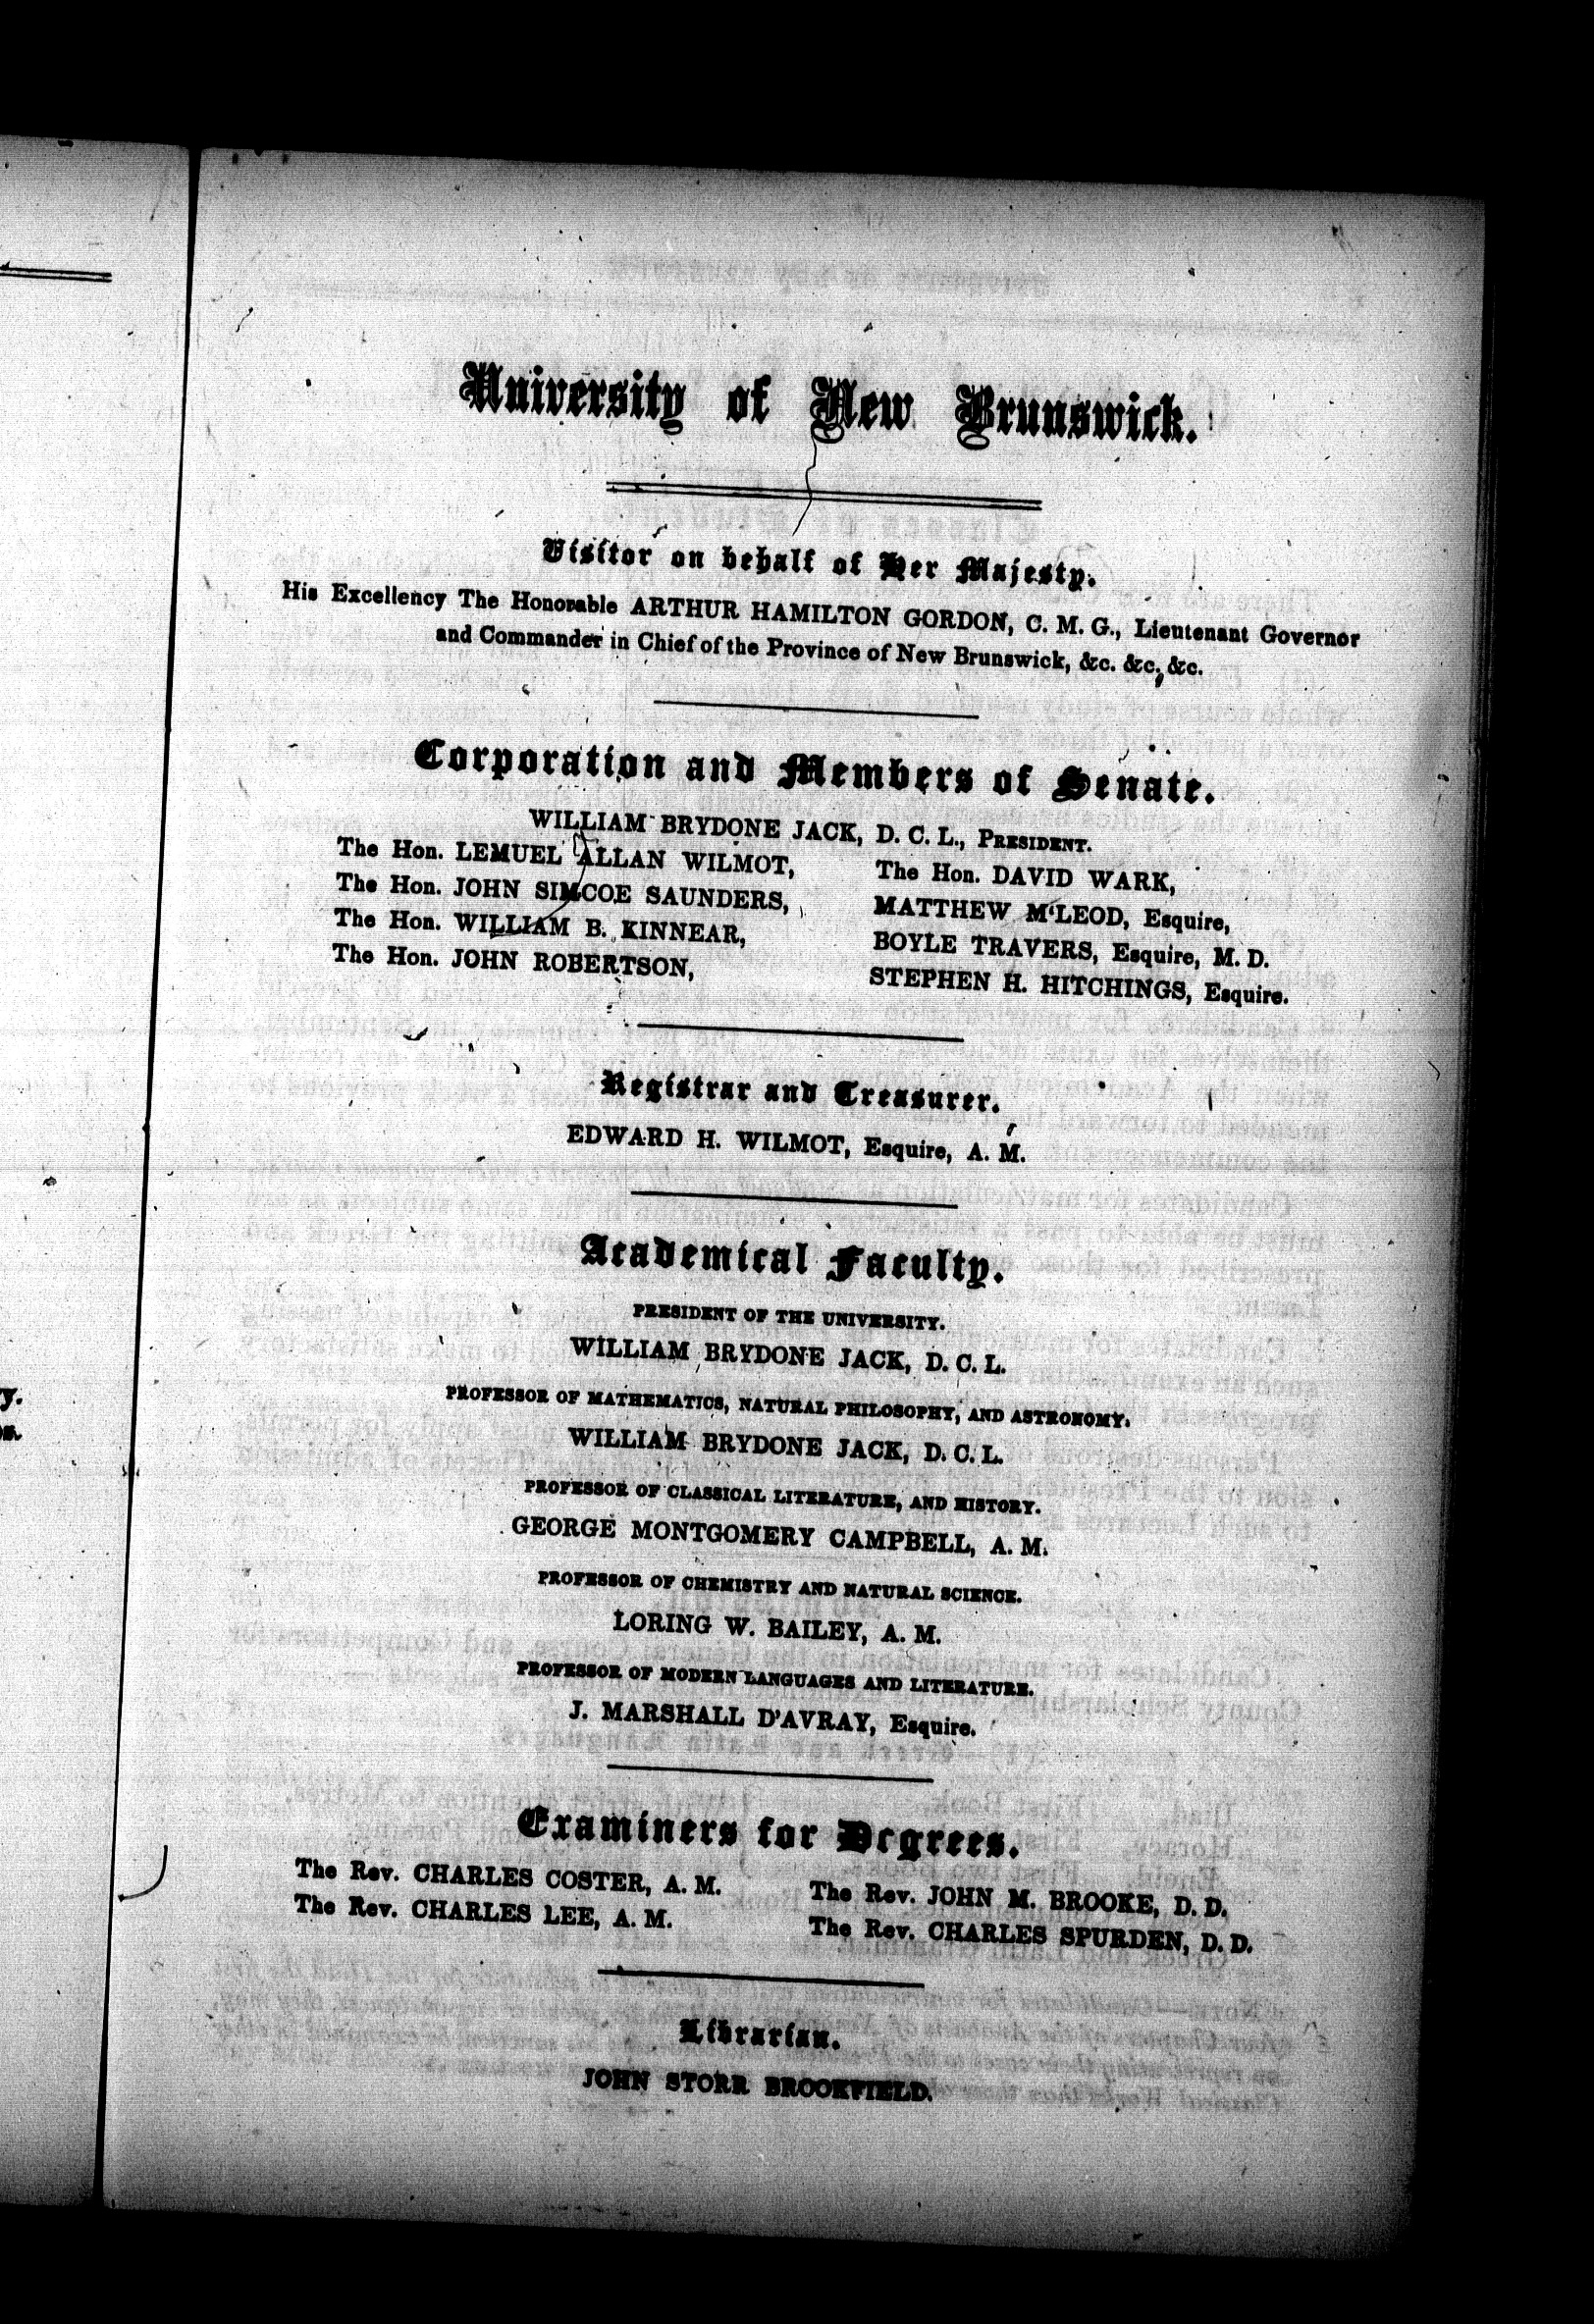 University of New Brunswick.
Visitor on behalf of Her Majesty.
His Excellency The Honorable ARTHUR HAMILTON GORDON, C. M. G., Lieutenant Governor
and Commander in Chief of the Province of New Brunswick, &c. &c. &c.
Corporation and Members of Senate.
WILLIAM BRYDONE JACK, D. C. L., PRESIDENT.
The Hon. LEMUEL ALLAN WILMOT,
The Hon. JOHN SIMCOE SAUNDERS,
The Hon. WILLIAM B. KINNEAR,
The Hon. JOHN ROBERTSON,
The Hon. DAVID WARK,
MATTHEW M‘LEOD, Esquire,
BOYLE TRAVERS, Esquire, M. D.
STEPHEN H. HITCHINGS, Esquire.
Registrar and Treasurer.
EDWARD H. WILMOT, Esquire, A. M.
Academical Faculty.
PRESIDENT OF THE UNIVERSITY.
WILLIAM BRYDONE JACK, D. C. L.
PROFESSOR OF MATHEMATICS, NATURAL PHILOSOPHY, AND ASTRONOMY.
WILLIAM BRYDONE JACK, D. C. L.
PROFESSOR OF CLASSICAL LITERATURE, AND HISTORY.
GEORGE MONTGOMERY CAMPBELL, A. M.
PROFESSOR OF CHEMISTRY AND NATURAL SCIENCE.
LORING W. BAILEY, A. M.
PROFESSOR OF MODERN LANGUAGES AND LITERATURE.
J. MARSHALL D'AVRAY, Esquire.
Examiners for Degrees.
The Rev. CHARLES COSTER, A. M.
The Rev. CHARLES LEE, A. M.
The Rev. JOHN M. BROOKE, D. D.
The Rev. CHARLES SPURDEN, D. D.
Librarian.
JOHN STORR BROOKFIELD.